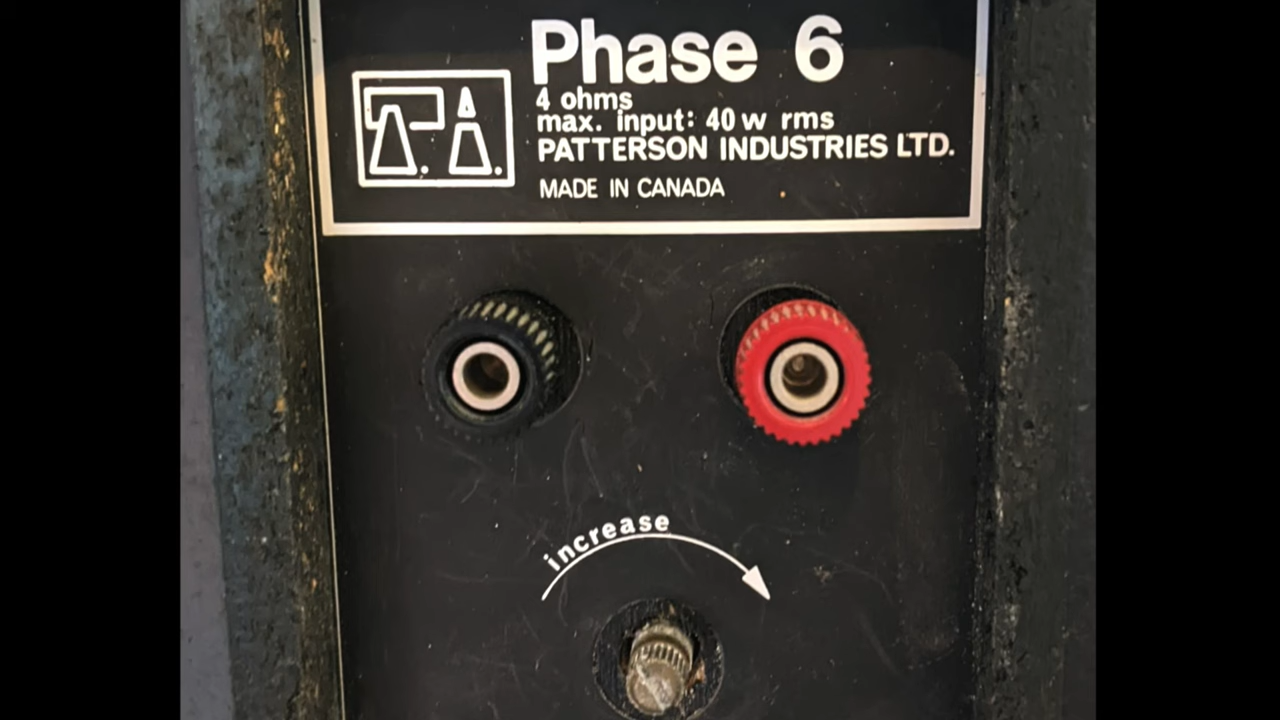 Phase 6
4 ohms
max. input: 40 w rms
PATTERSON INDUSTRIES LTD.
MADE IN CANADA
increase